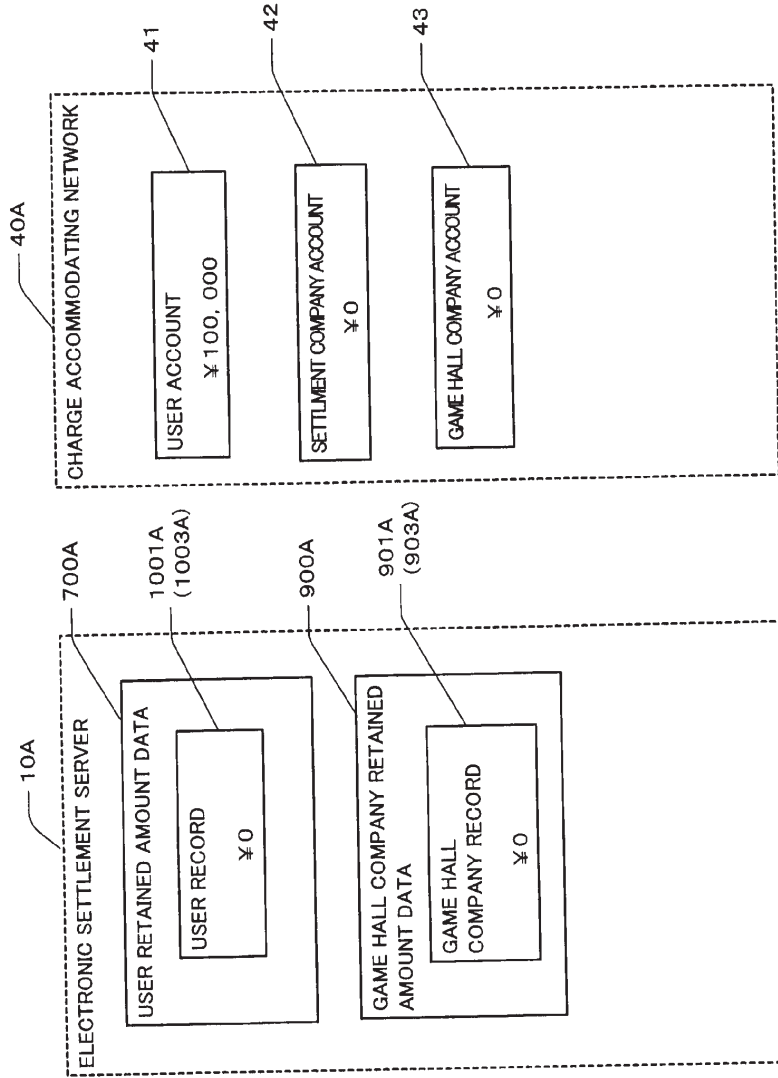 10A
ELECTRONIC SETTLEMENT SERVER
700A
USER RETAINED AMOUNT DATA
1001A
(1003A)
USER RECORD
¥0
900A
GAME HALL COMPANY RETAINED
AMOUNT DATA
901A
(903A)
GAME HALL
COMPANY RECORD
¥0
40A
CHARGE ACCOMMODATING NETWORK
41
USER ACCOUNT
¥100, 000
42
SETTLMENT COMPANY ACCOUNT
¥0
43
GAME HALL COMPANY ACCOUNT
¥0